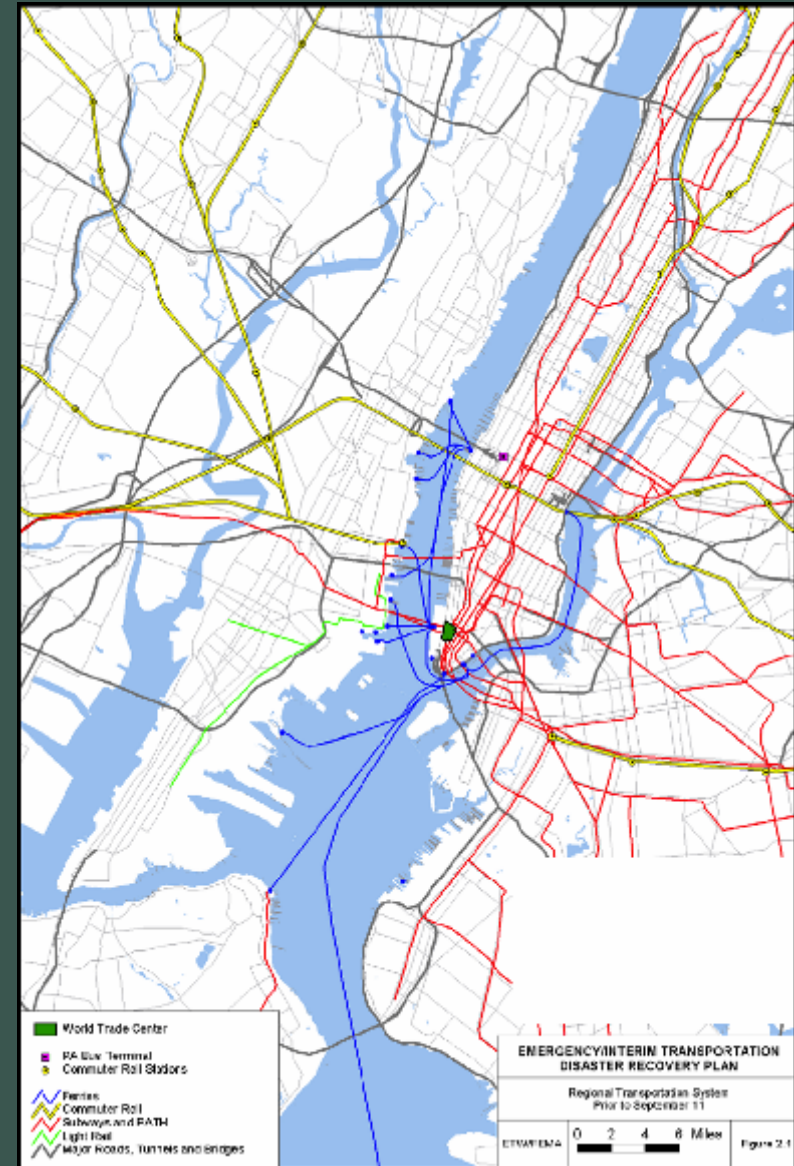 World Trade Center
PA Bus Terminal
Commuter Rail Stations
Ferries
Commuter Rail
Subways and PATH
Light Rail
Major Roads, Tunnels and Bridges
EMERGENCY/INTERIM TRANSPORTATION
DISASTER RECOVERY PLAN
Regional Transportation System
Prior to September 11
0 2 4 6 Miles
Figure 2.1